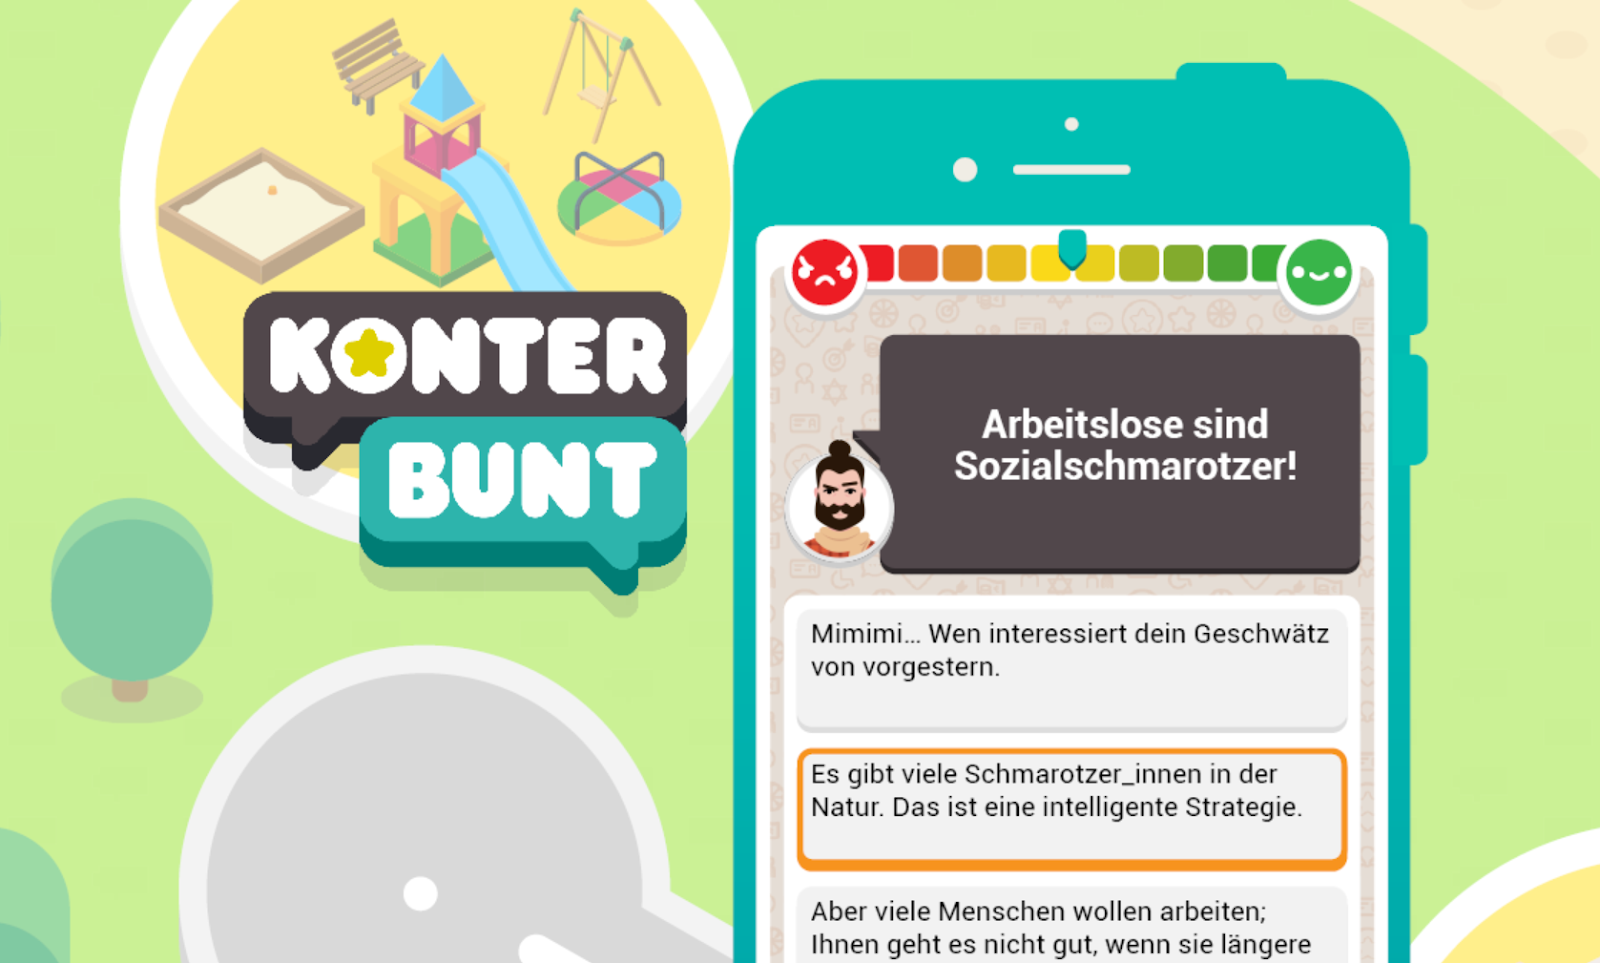 KONTER
BUNT
Arbeitslose sind
Sozialschmarotzer!
Mimimi... Wen interessiert dein Geschwätz
von vorgestern.
Es gibt viele Schmarotzer_innen in der
Natur. Das ist eine intelligente Strategie.
Aber viele Menschen wollen arbeiten;
Ihnen geht es nicht gut, wenn sie längere